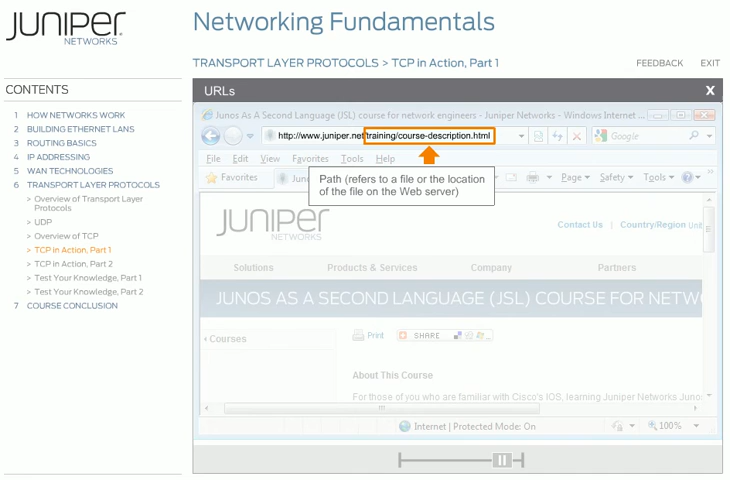 JUNIPER
NETWORKS
Networking Fundamentals
TRANSPORT LAYER PROTOCOLS > TCP in Action, Part 1
FEEDBACK EXIT
CONTENTS
1 HOW NETWORKS WORK
2 BUILDING ETHERNET LANS
3 ROUTING BASICS
4 IP ADDRESSING
5 WAN TECHNOLOGIES
6 TRANSPORT LAYER PROTOCOLS
> Overview of Transport Layer
Protocols
> UDP
> Overview of TCP
> TCP in Action, Part 1
> TCP in Action, Part 2
> Test Your Knowledge, Part 1
> Test Your Knowledge, Part 2
7 COURSE CONCLUSION
URLs X
Junos As A Second Language (JSL) course for network engineers - Juniper Networks - Windows Internet ...
http://www.juniper.net/training/course-description.html Google
File Edit View Favorites Tools Help
Favorites Page Safety Tools
Path (refers to a file or the location
of the file on the Web server)
JUNIPER
NETWORKS
Contact Us | Country/Region
Solutions Products & Services Company Partners
JUNOS AS A SECOND LANGUAGE (JSL) COURSE FOR NETW
Courses
Print SHARE
About This Course
For those of you who are familiar with Cisco's IOS, learning Juniper Networks Juno
Internet | Protected Mode: On 100%